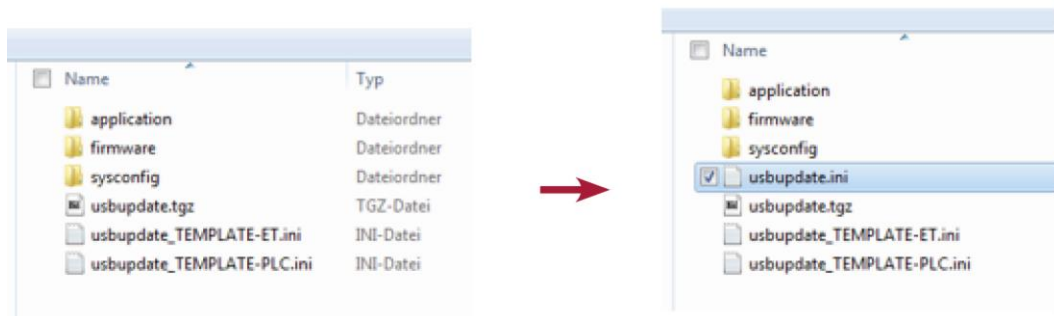 Name Typ
application Dateiordner
firmware Dateiordner
sysconfig Dateiordner
usbupdate.tgz TGZ-Datei
usbupdate_TEMPLATE-ET.ini INI-Datei
usbupdate_TEMPLATE-PLC.ini INI-Datei
Name
application
firmware
sysconfig
usbupdate.ini
usbupdate.tgz
usbupdate_TEMPLATE-ET.ini
usbupdate_TEMPLATE-PLC.ini